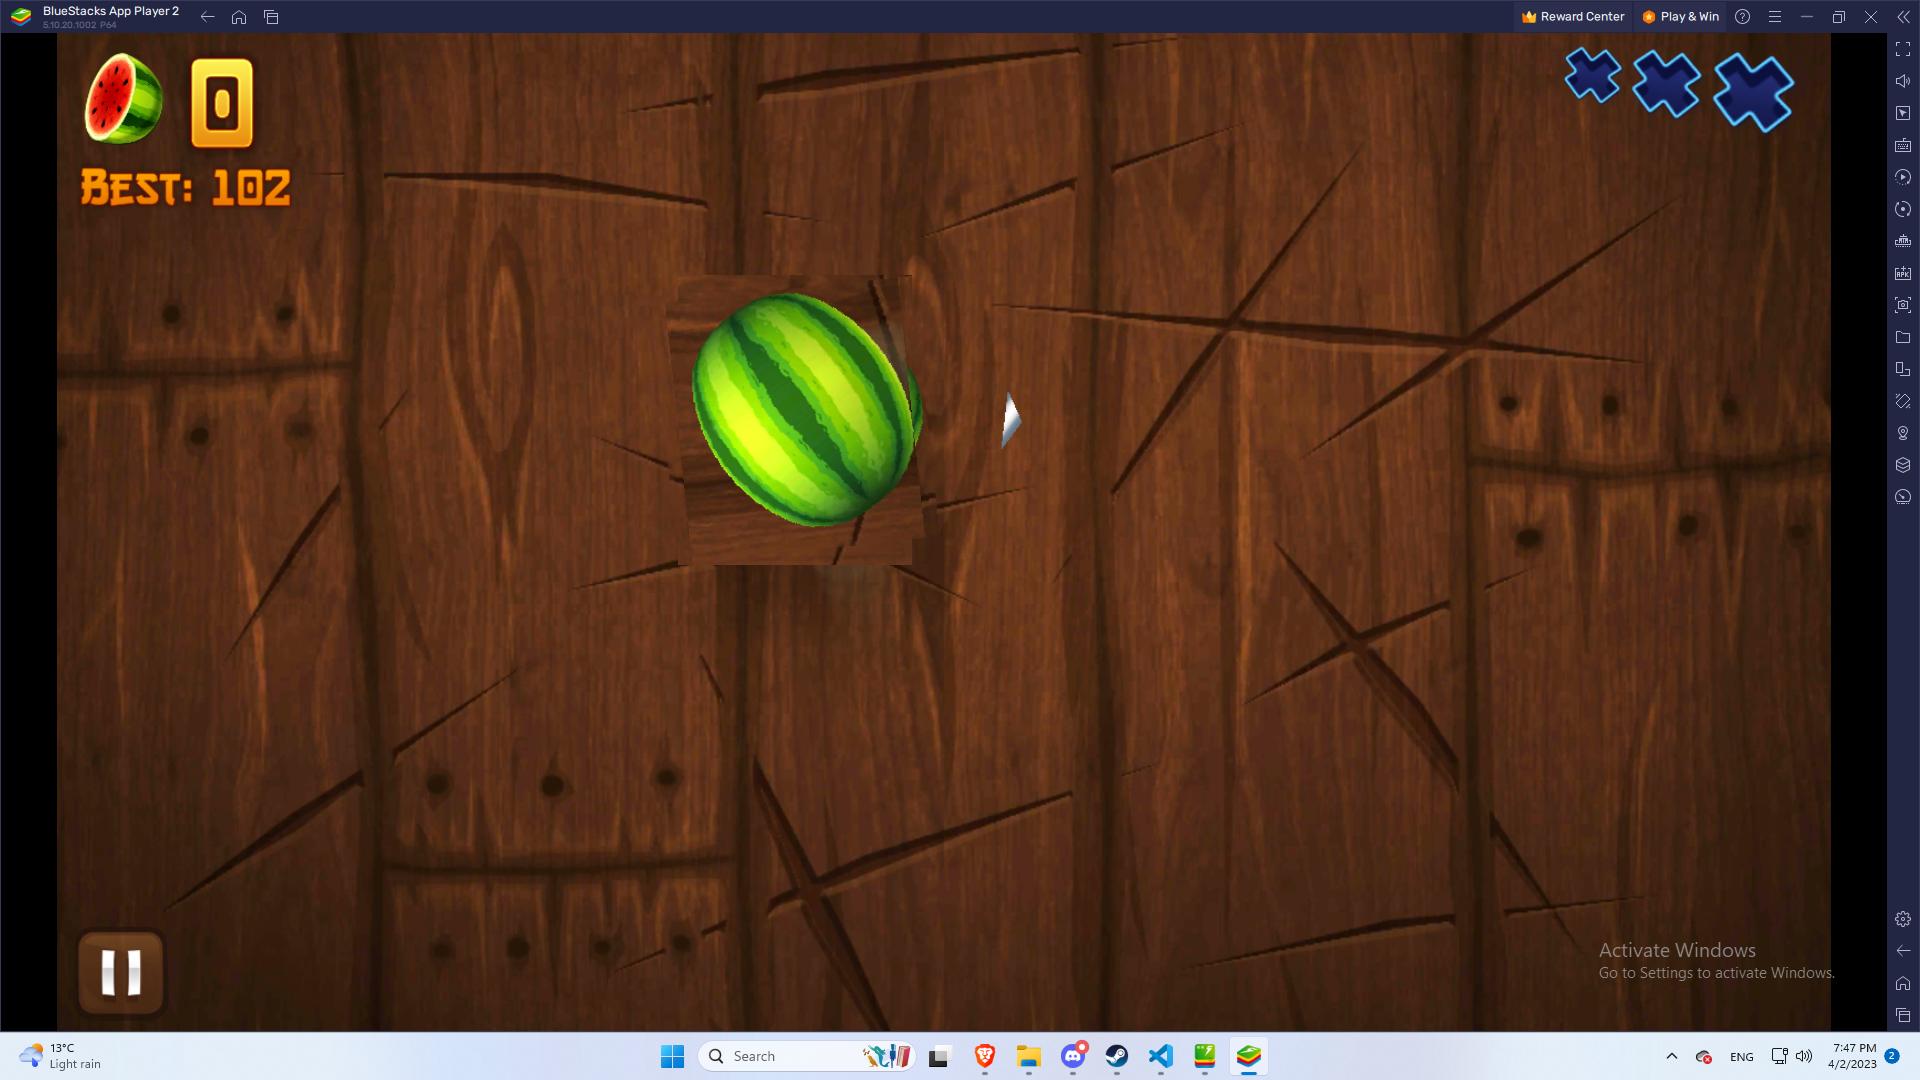 BlueStacks App Player 2
5.10.20.1002 P64
Reward Center
Play & Win
0
BEST: 102
Activate Windows
Go to Settings to activate Windows.
13°C
Light rain
Search
ENG
7:47 PM
4/2/2023
2